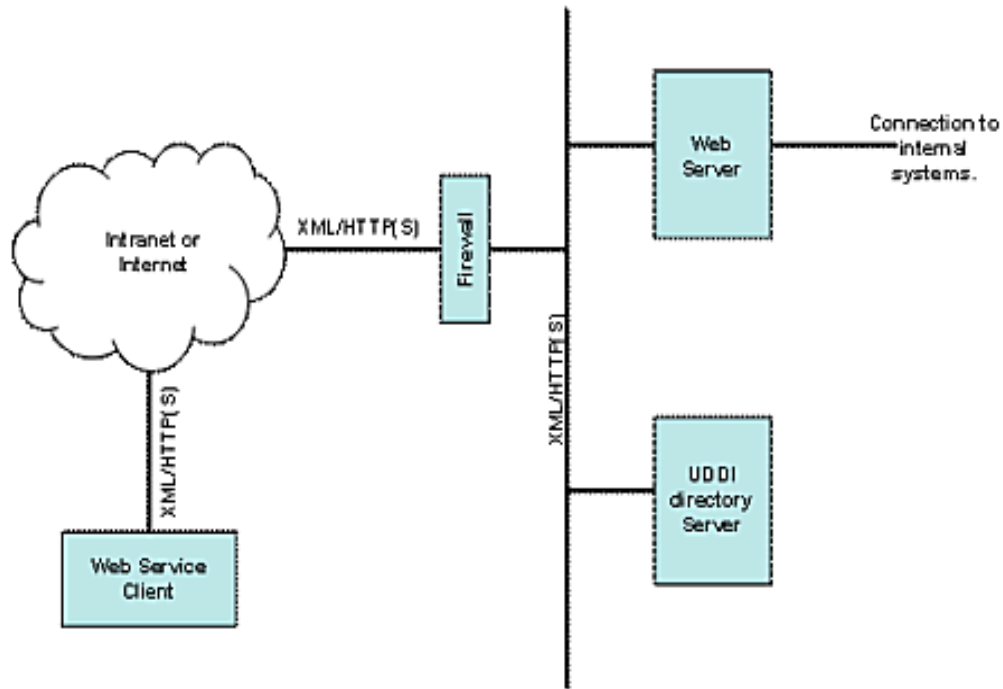 Web
Server
Connection to
internal
systems.
XML/HTTP(S)
Intranet or
Internet
Firewall
XML/HTTP(S)
XML/HTTP(S)
UDDI
directory
Server
Web Service
Client